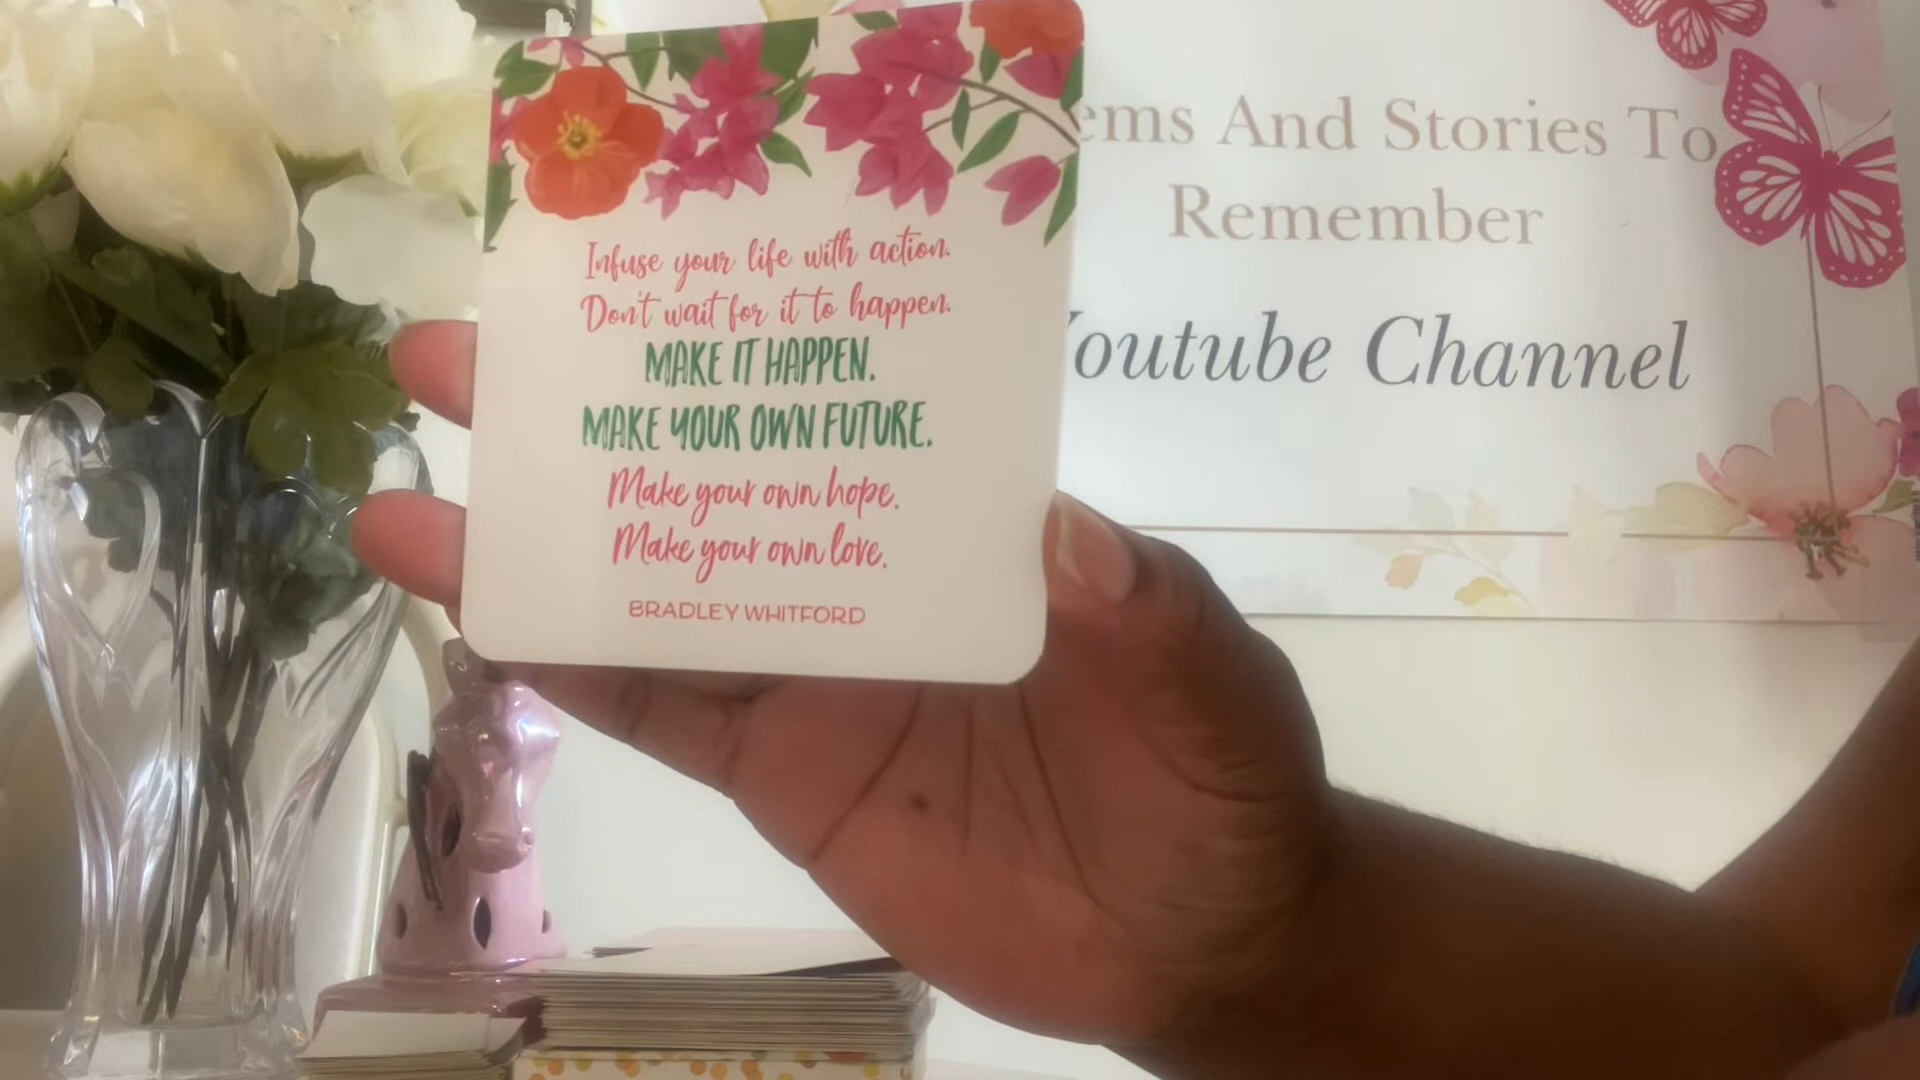 Infuse your life with action.
Don't wait for it to happen.
MAKE IT HAPPEN.
MAKE YOUR OWN FUTURE.
Make your own hope.
Make your own love.
BRADLEY WHITFORD
ems And Stories To
Remember
Youtube Channel